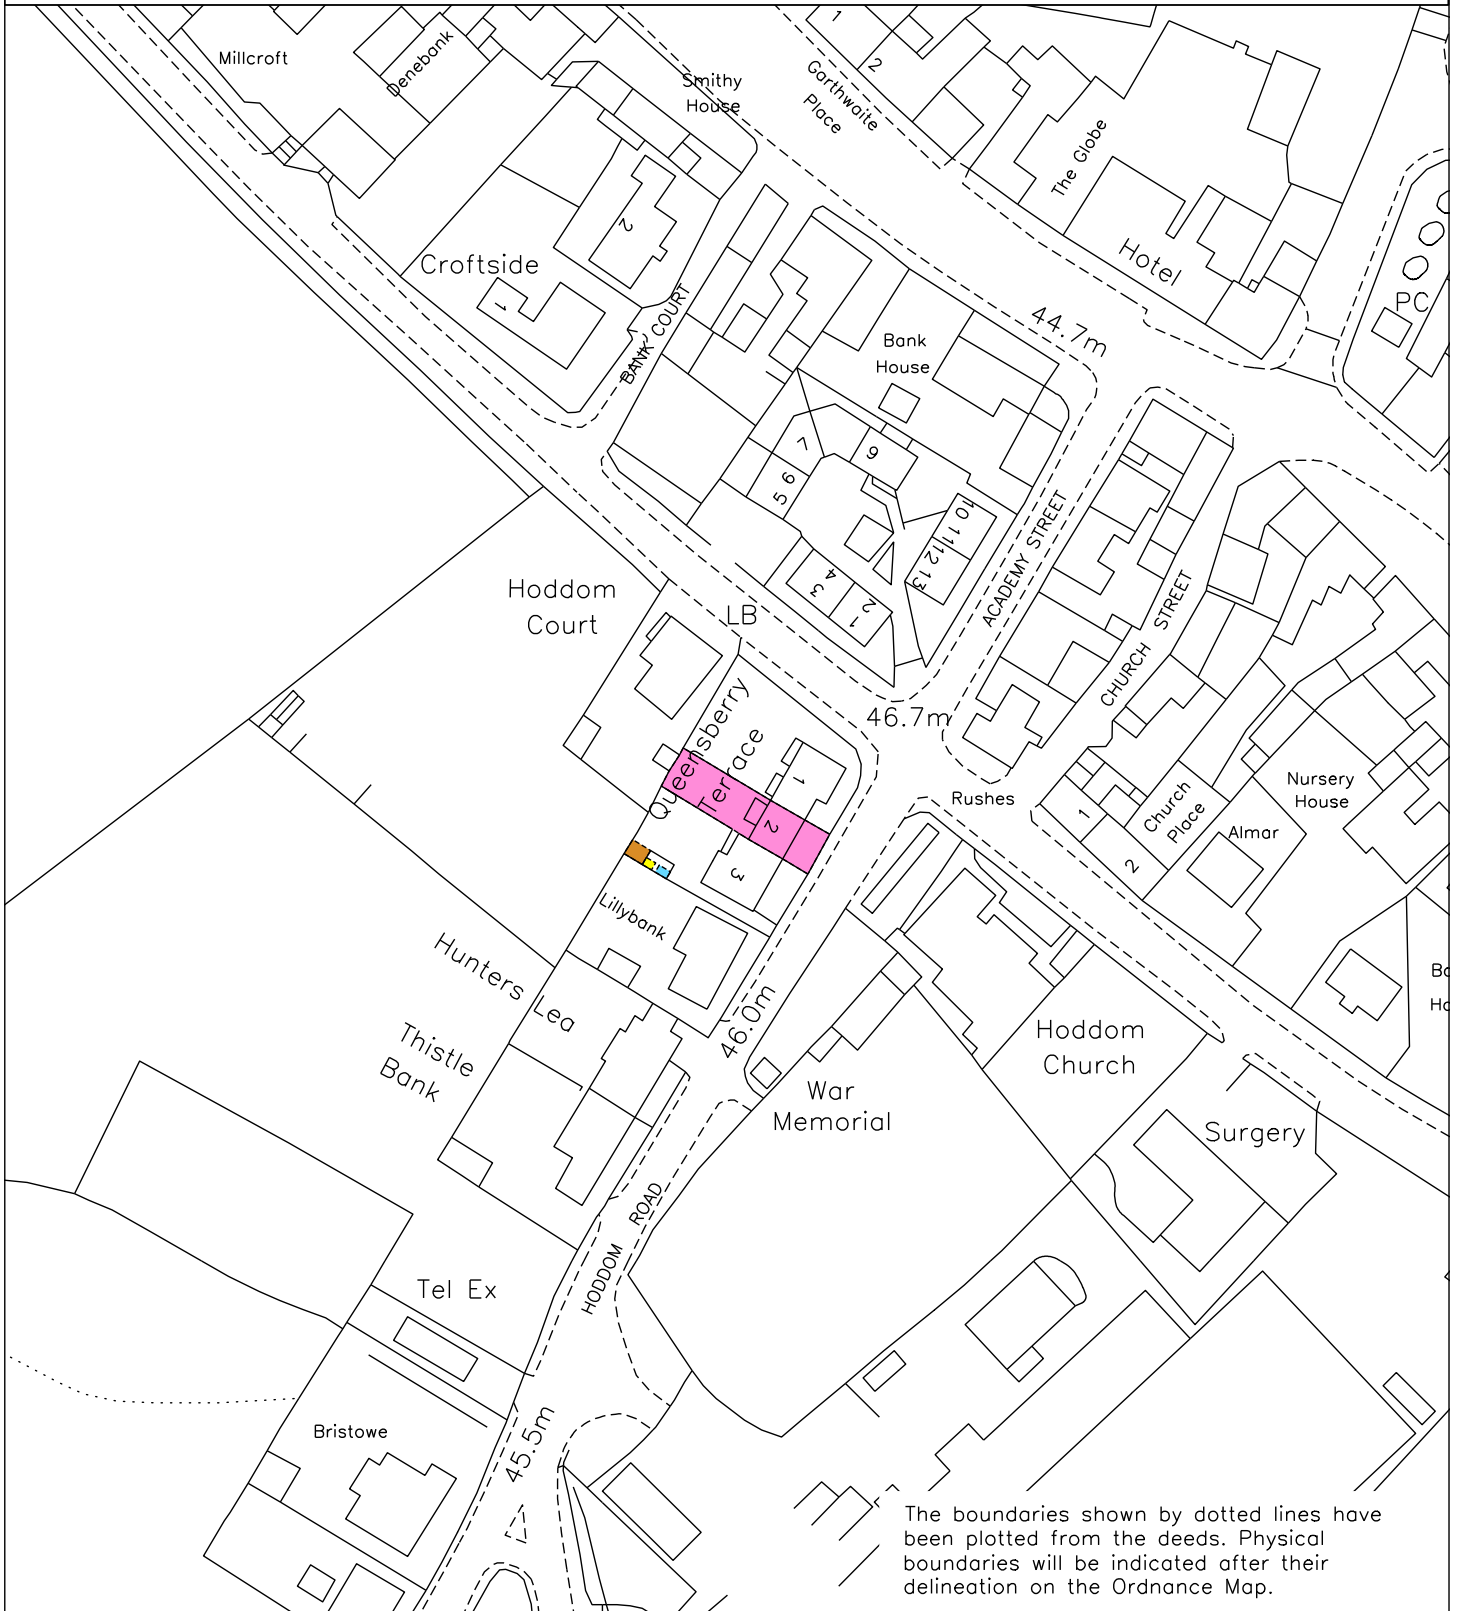 Millcroft
Denebank
Smithy
House
1
2
Garthwaite
Place
The Globe
Hotel
PC
Croftside
2
1
BANK COURT
44.7m
Bank
House
7
9
5 6
10 11 12 13
3 4
1 2
ACADEMY STREET
CHURCH STREET
Hoddom
Court
LB
46.7m
Queensberry
Terrace
1
2
3
Rushes
Nursery
House
Church
Place
1
2
Almar
Lillybank
Hunters Lea
Thistle
Bank
46.0m
War
Memorial
Hoddom
Church
Surgery
HODDOM ROAD
Tel Ex
Bristowe
45.5m
The boundaries shown by dotted lines have
been plotted from the deeds. Physical
boundaries will be indicated after their
delineation on the Ordnance Map.